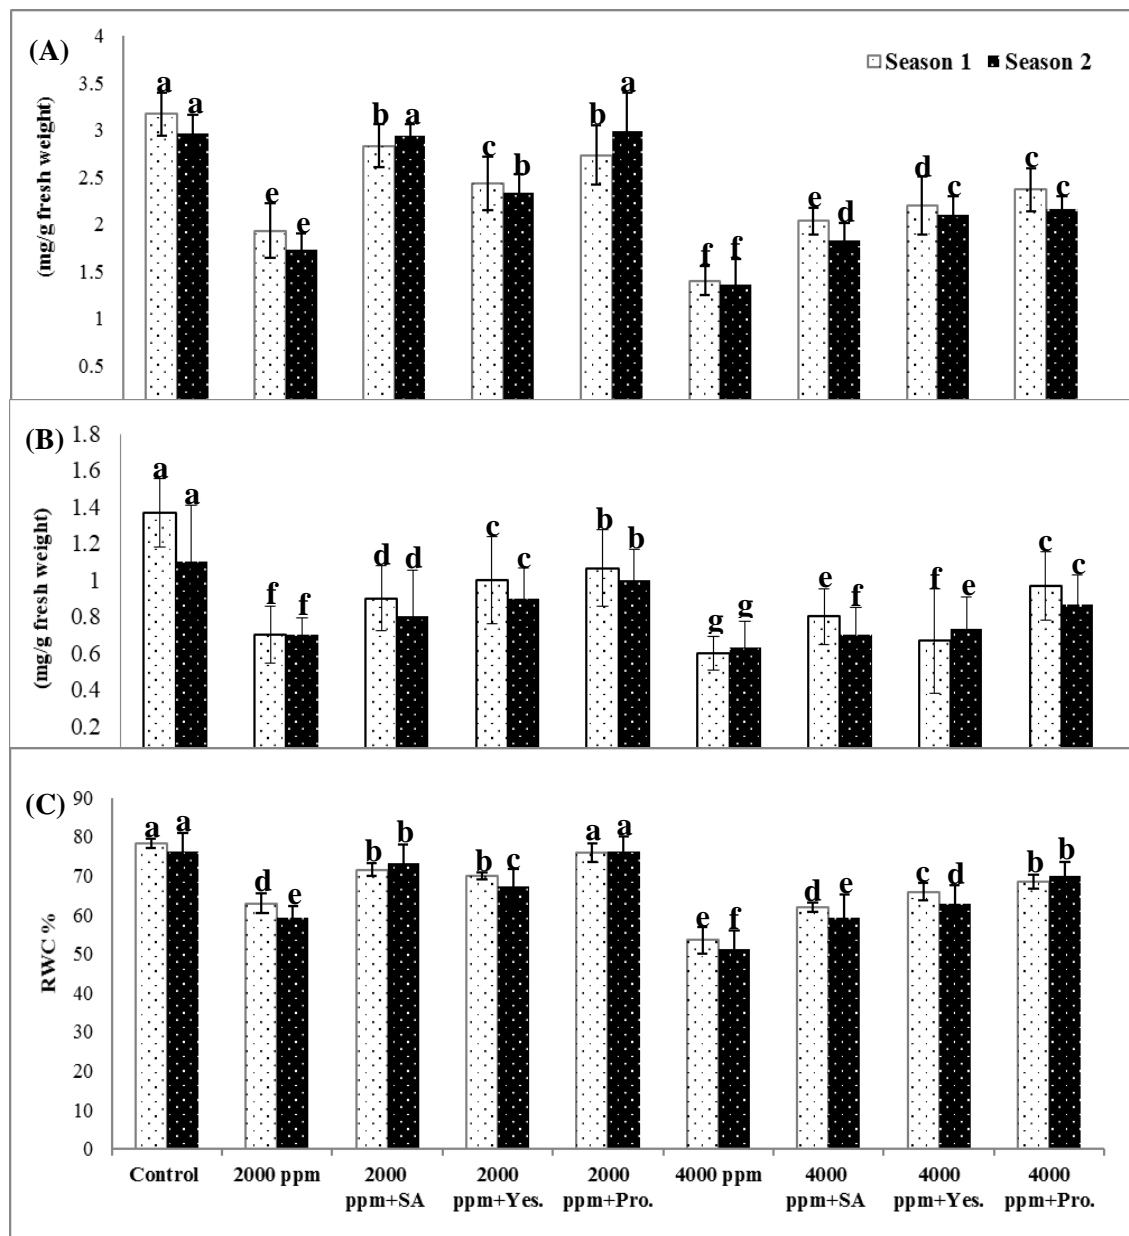 (A)
4
3.5
3
2.5
2
1.5
1
0.5
(mg/g fresh weight)
Season 1 Season 2
a a e e b a c b b a f f e d d c c c
(B)
1.8
1.6
1.4
1.2
1
0.8
0.6
0.4
0.2
(mg/g fresh weight)
a a f f d d c c b b g g e f f e c c
(C)
90
80
70
60
50
40
30
20
10
0
RWC %
a a d e b b b c a a e f d e c d b b
Control 2000 ppm 2000 2000 2000 4000 ppm 4000 4000 4000
ppm+SA ppm+Yes. ppm+Pro. ppm+SA ppm+Yes. ppm+Pro.